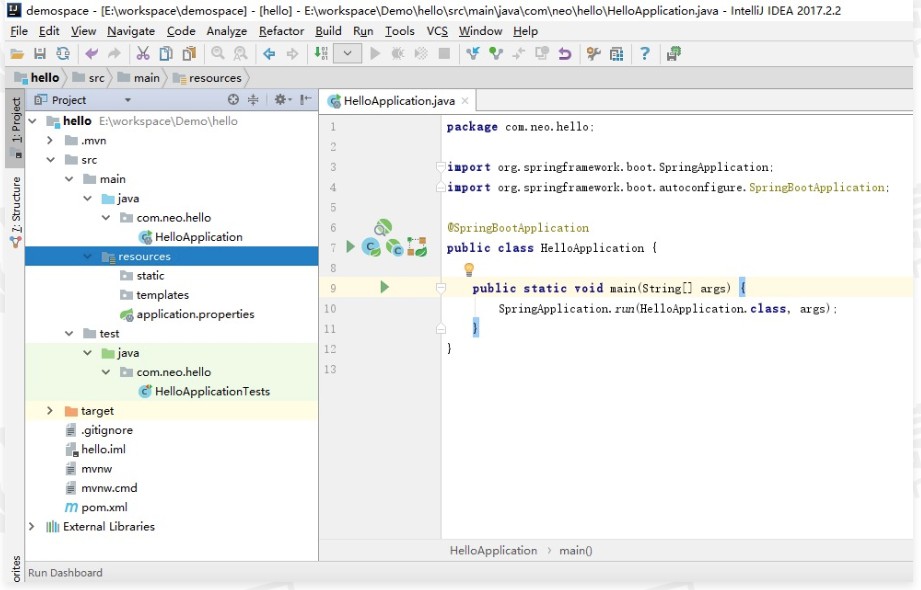 demospace - [E:\workspace\demospace] - [hello] - E:\workspace\Demo\hello\src\main\java\com\neo\hello\HelloApplication.java - IntelliJ IDEA 2017.2.2
File Edit View Navigate Code Analyze Refactor Build Run Tools VCS Window Help
hello src main resources
1: Project
Z: Structure
orites
Project
HelloApplication.java
hello E:\workspace\Demo\hello
.mvn
src
main
java
com.neo.hello
HelloApplication
resources
static
templates
application.properties
test
java
com.neo.hello
HelloApplicationTests
target
.gitignore
hello.iml
mvnw
mvnw.cmd
pom.xml
External Libraries
1 package com.neo.hello;
2
3 import org.springframework.boot.SpringApplication;
4 import org.springframework.boot.autoconfigure.SpringBootApplication;
5
6 @SpringBootApplication
7 public class HelloApplication {
8
9 public static void main(String[] args) {
10 SpringApplication.run(HelloApplication.class, args);
11 }
12 }
13
HelloApplication › main()
Run Dashboard